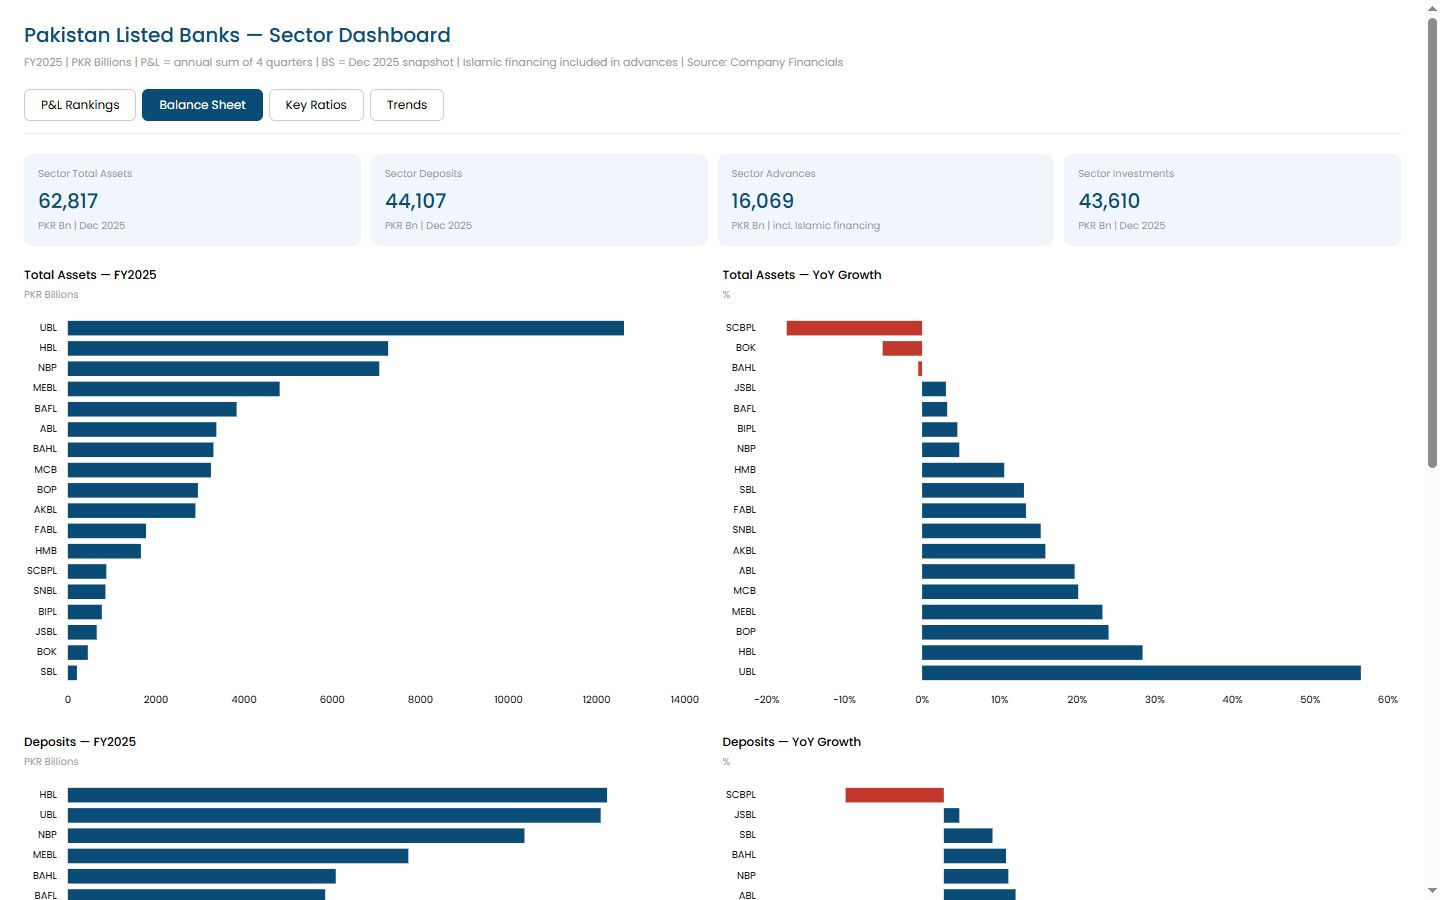 Pakistan Listed Banks — Sector Dashboard
FY2025 | PKR Billions | P&L = annual sum of 4 quarters | BS = Dec 2025 snapshot | Islamic financing included in advances | Source: Company Financials
P&L Rankings
Balance Sheet
Key Ratios
Trends
Sector Total Assets
62,817
PKR Bn | Dec 2025
Sector Deposits
44,107
PKR Bn | Dec 2025
Sector Advances
16,069
PKR Bn | incl. Islamic financing
Sector Investments
43,610
PKR Bn | Dec 2025
Total Assets — FY2025
PKR Billions
UBL
HBL
NBP
MEBL
BAFL
ABL
BAHL
MCB
BOP
AKBL
FABL
HMB
SCBPL
SNBL
BIPL
JSBL
BOK
SBL
0 2000 4000 6000 8000 10000 12000 14000
Total Assets — YoY Growth
%
SCBPL
BOK
BAHL
JSBL
BAFL
BIPL
NBP
HMB
SBL
FABL
SNBL
AKBL
ABL
MCB
MEBL
BOP
HBL
UBL
-20% -10% 0% 10% 20% 30% 40% 50% 60%
Deposits — FY2025
PKR Billions
HBL
UBL
NBP
MEBL
BAHL
BAFL
Deposits — YoY Growth
%
SCBPL
JSBL
SBL
BAHL
NBP
ABL